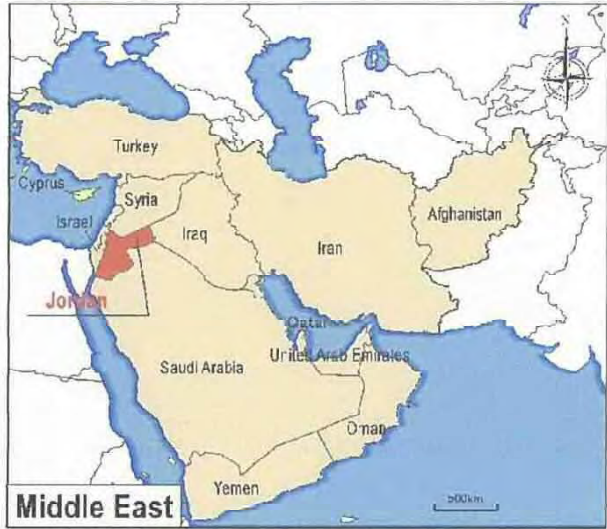 N
Turkey
Cyprus
Syria
Israel
Iraq
Iran
Afghanistan
Jordan
Qatar
United Arab Emirates
Saudi Arabia
Oman
Yemen
500km
Middle East